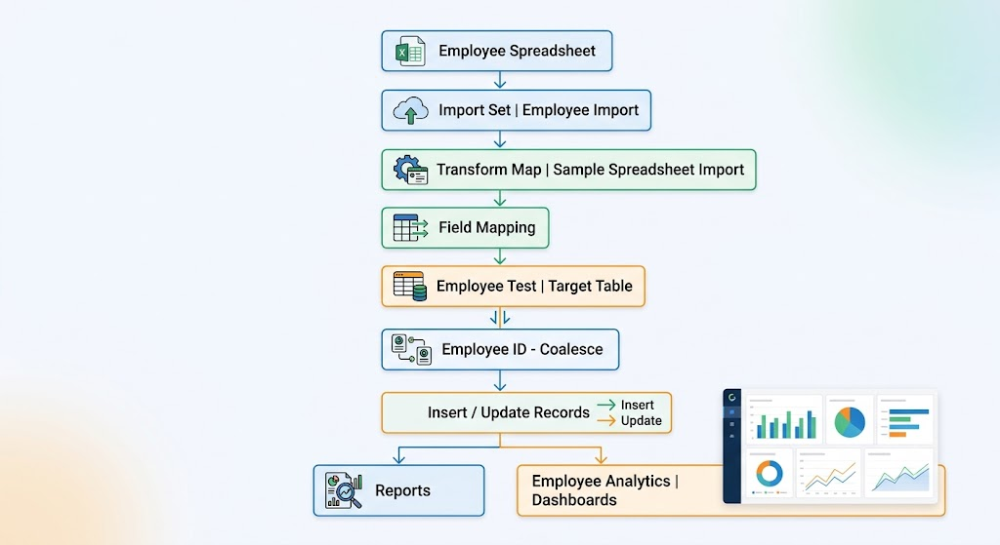 Employee Spreadsheet
Import Set | Employee Import
Transform Map | Sample Spreadsheet Import
Field Mapping
Employee Test | Target Table
Employee ID - Coalesce
Insert / Update Records
Insert
Update
Reports
Employee Analytics |
Dashboards